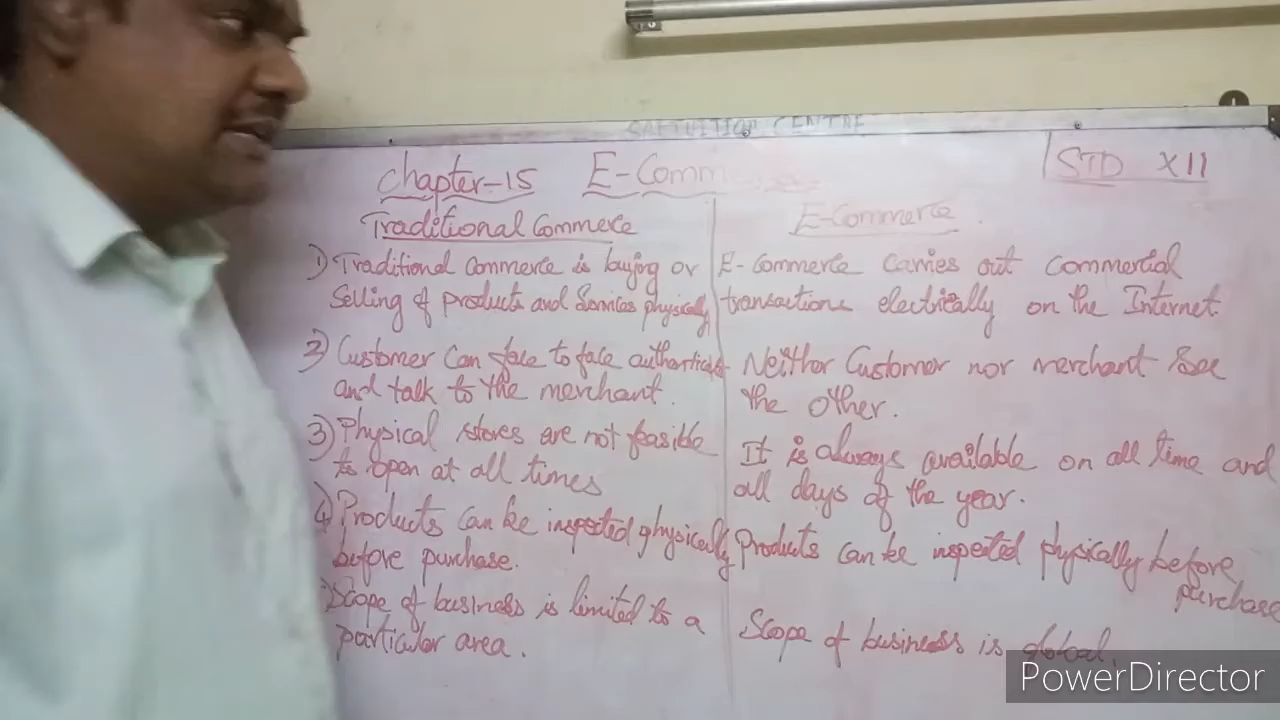 SAI TUITION CENTRE
Chapter-15 E-Comm
STD XII
Traditional Commerce
1) Traditional Commerce is buying or
Selling of products and Services physically
2) Customer Can face to face
and talk to the merchant.
3) Physical stores are not feasible
to open at all times
4) Products Can be inspected physically
before purchase.
Scope of business is limited to a
particular area.
E-Commerce
E-Commerce Carries out Commercial
transactions electrically on the Internet.
Neither Customer nor merchant See
the other.
It is always available on all time and
all days of the year.
Products can be inspected physically before
purchase
Scope of business is global.
PowerDirector